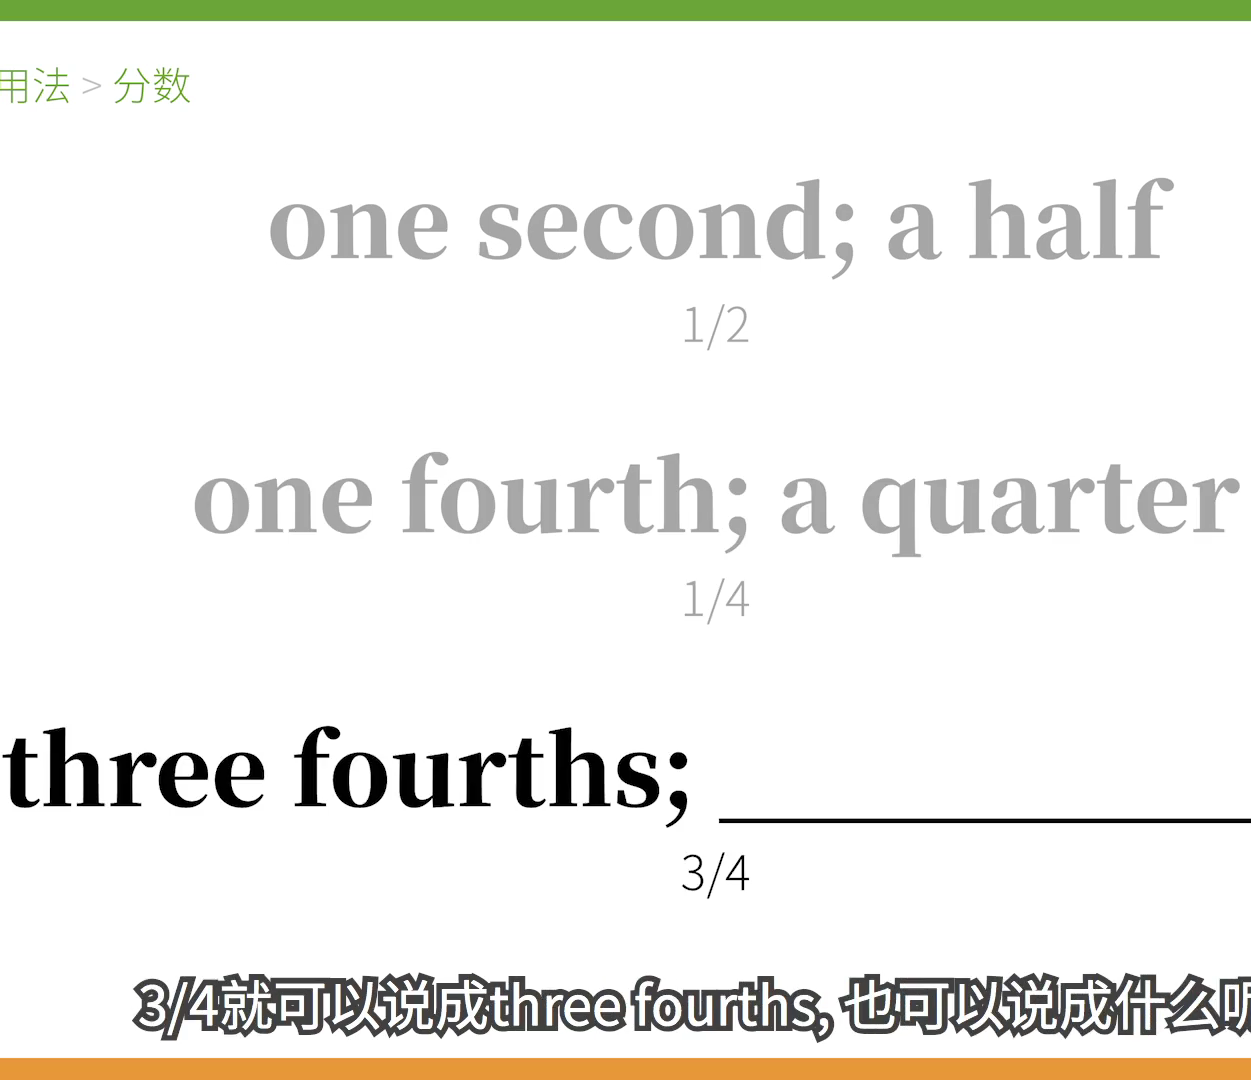 用法 > 分数
one second; a half
1/2
one fourth; a quarter
1/4
three fourths;
3/4
3/4就可以说成three fourths, 也可以说成什么呢